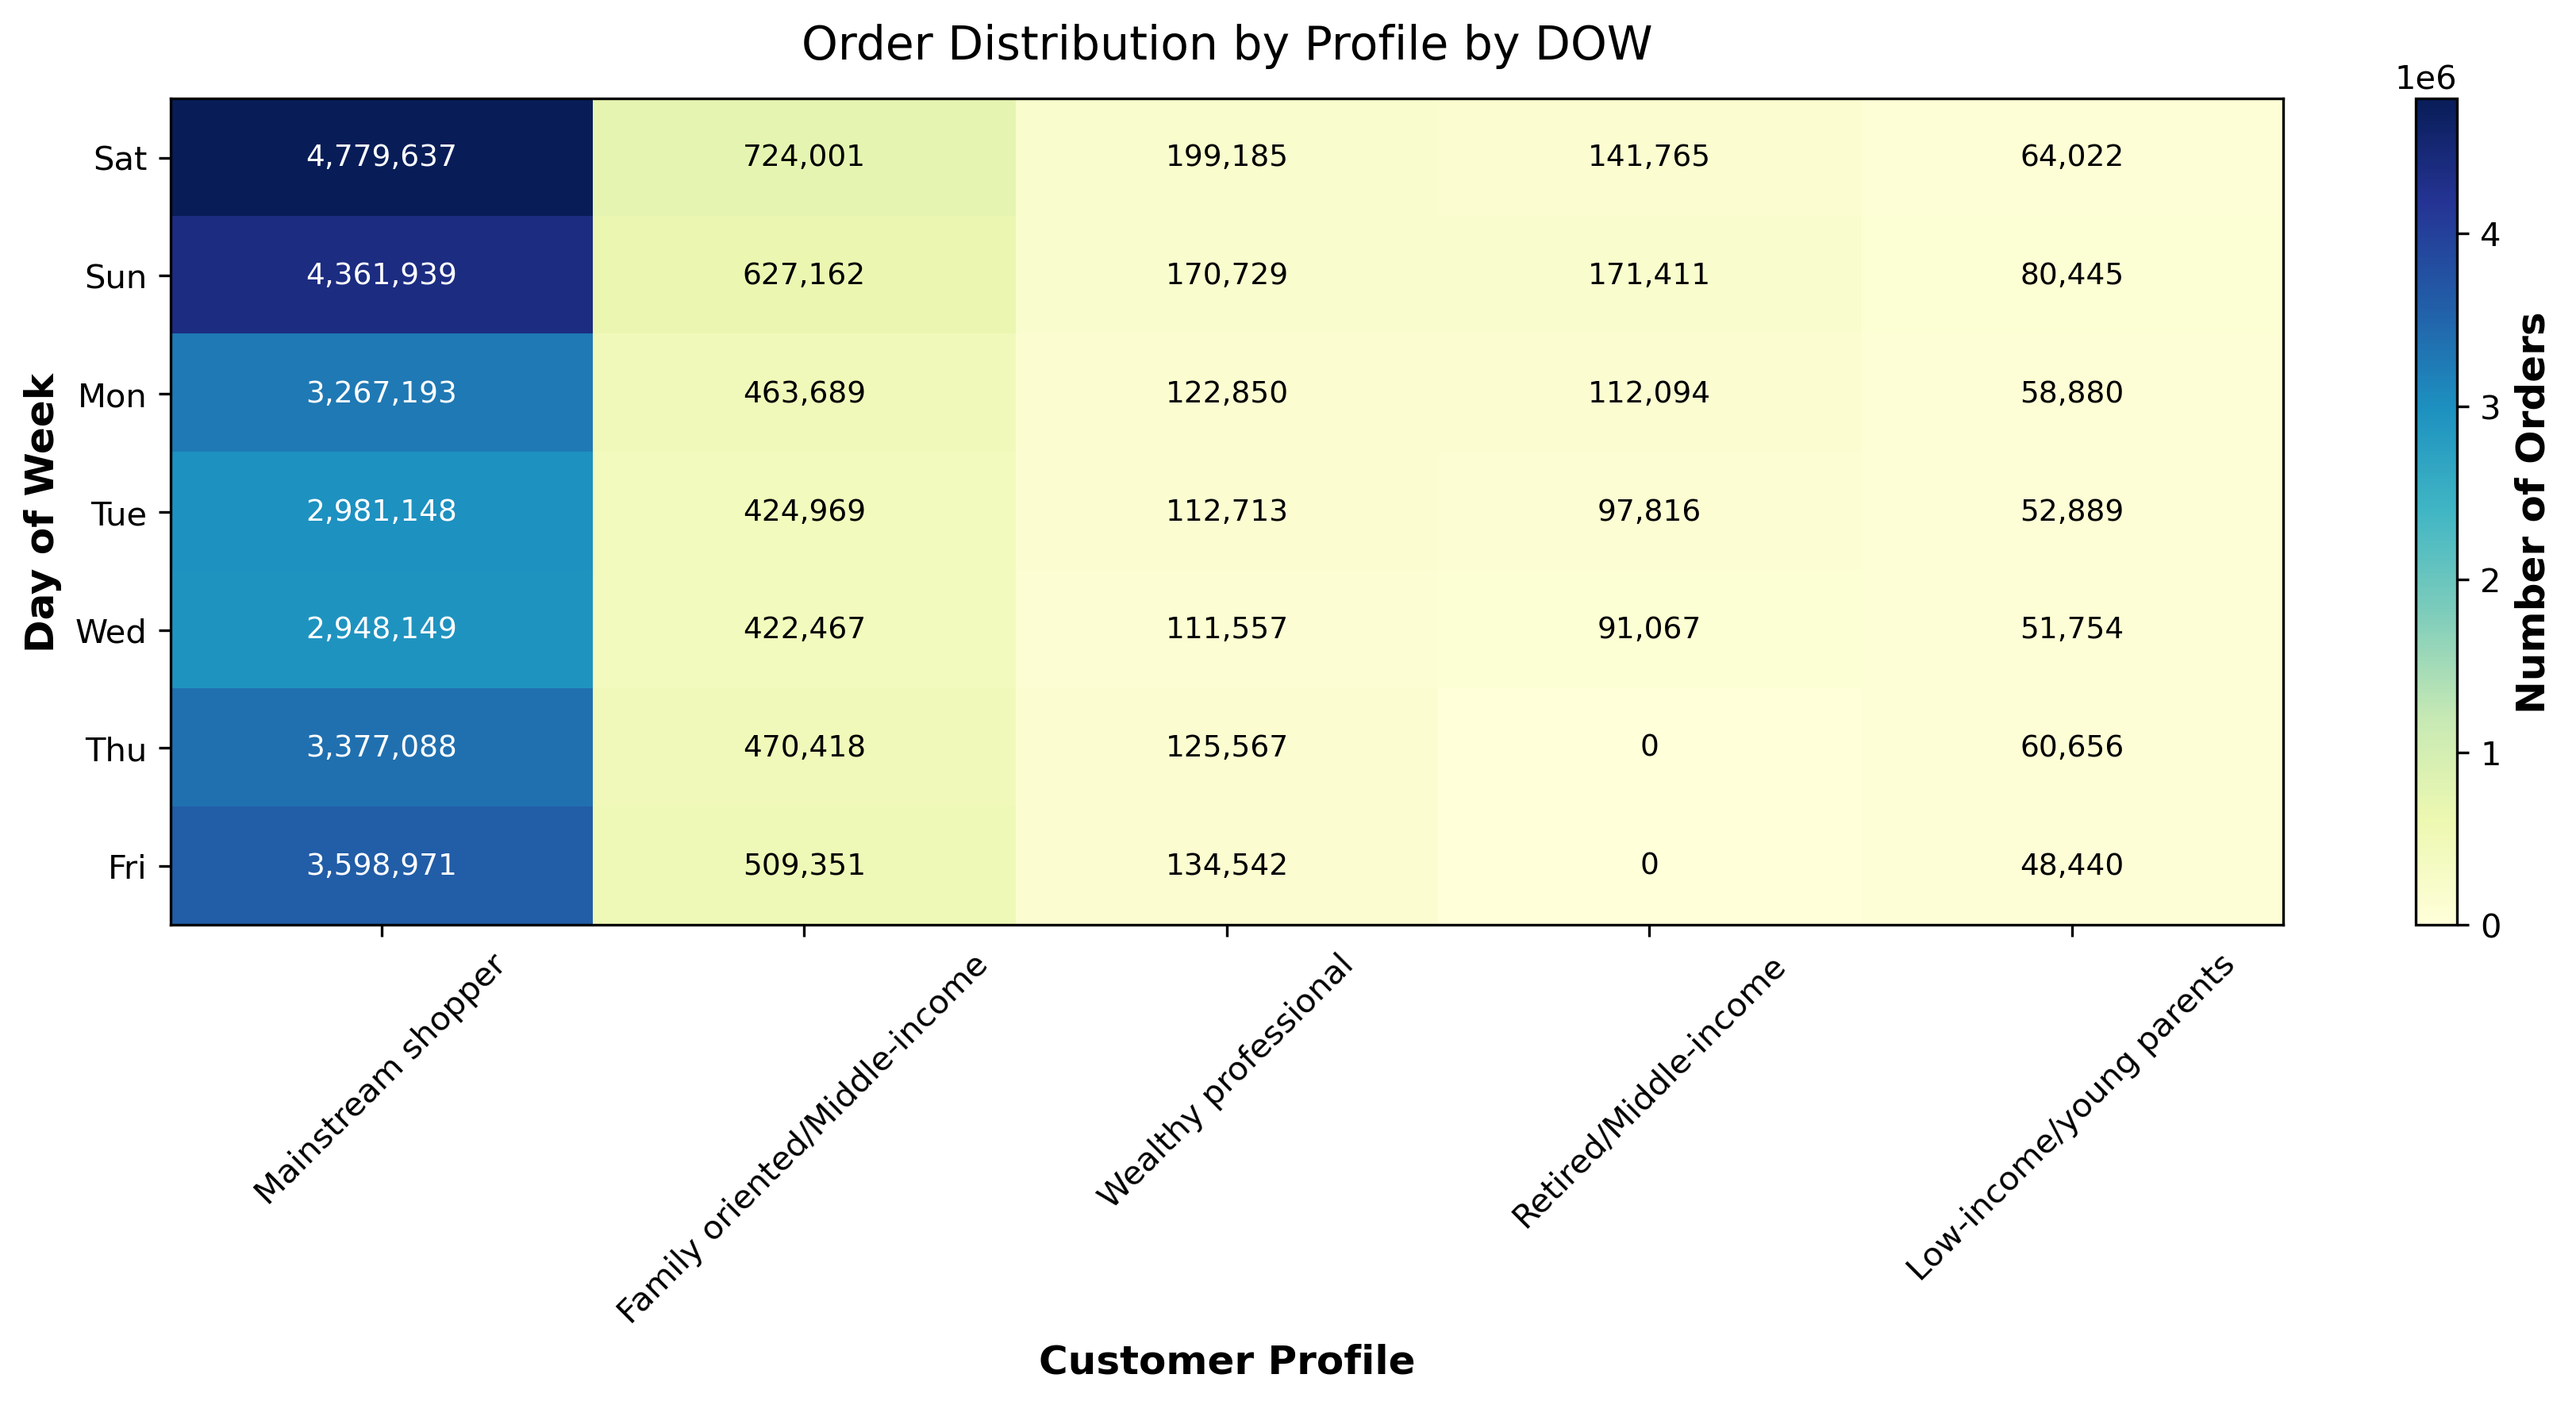 Order Distribution by Profile by DOW
1e6
Sat 4,779,637 724,001 199,185 141,765 64,022
Sun 4,361,939 627,162 170,729 171,411 80,445
4
Mon 3,267,193 463,689 122,850 112,094 58,880
3
Tue 2,981,148 424,969 112,713 97,816 52,889
Day of Week
Number of Orders
2
Wed 2,948,149 422,467 111,557 91,067 51,754
Thu 3,377,088 470,418 125,567 0 60,656
1
Fri 3,598,971 509,351 134,542 0 48,440
0
Mainstream shopper
Family oriented/Middle-income
Wealthy professional
Retired/Middle-income
Low-income/young parents
Customer Profile